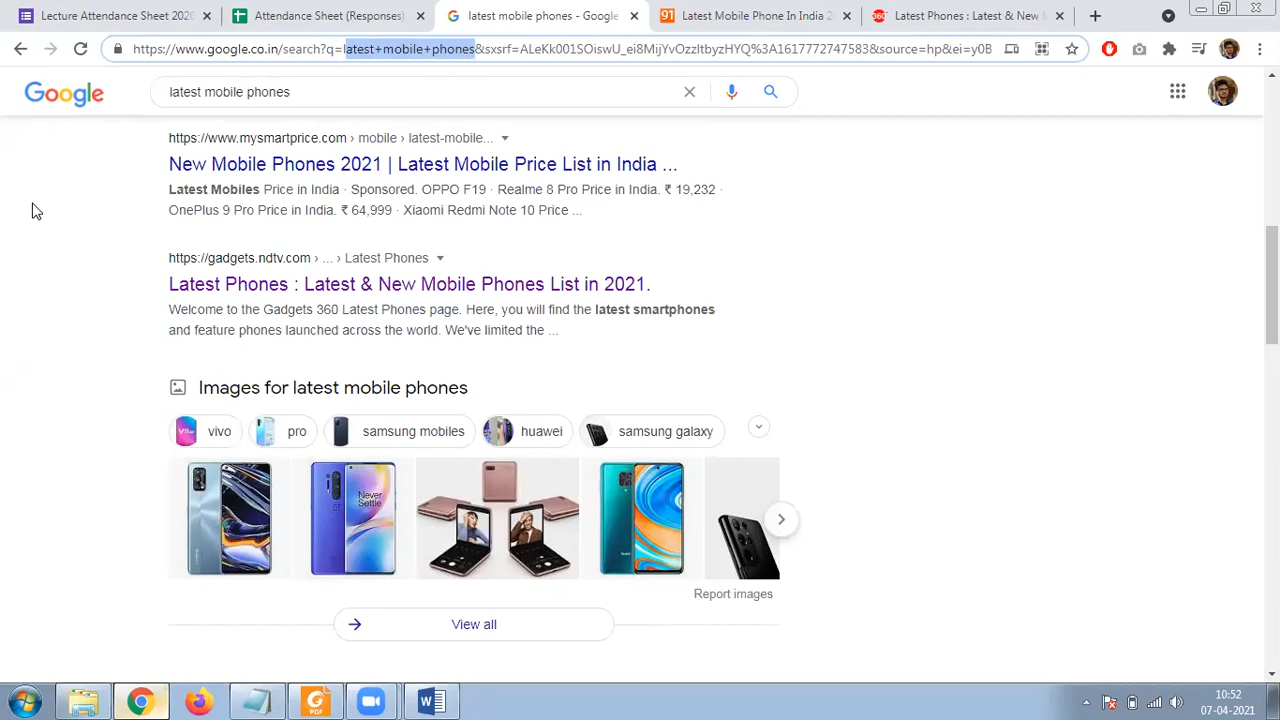 Lecture Attendance Sheet 202
Attendance Sheet (Responses)
latest mobile phones - Google
Latest Mobile Phone In India 2
Latest Phones : Latest & New M
https://www.google.co.in/search?q=latest+mobile+phones&sxsrf=ALeKk001SOiswU_ei8MijYvOzzItbyzHYQ%3A1617772747583&source=hp&ei=y0B
Google
latest mobile phones
https://www.mysmartprice.com › mobile › latest-mobile...
New Mobile Phones 2021 | Latest Mobile Price List in India ...
Latest Mobiles Price in India · Sponsored. OPPO F19 · Realme 8 Pro Price in India. ₹ 19,232 ·
OnePlus 9 Pro Price in India. ₹ 64,999 · Xiaomi Redmi Note 10 Price ...
https://gadgets.ndtv.com › ... › Latest Phones
Latest Phones : Latest & New Mobile Phones List in 2021.
Welcome to the Gadgets 360 Latest Phones page. Here, you will find the latest smartphones
and feature phones launched across the world. We've limited the ...
Images for latest mobile phones
vivo
pro
samsung mobiles
huawei
samsung galaxy
Never
Settle
Report images
View all
10:52
07-04-2021